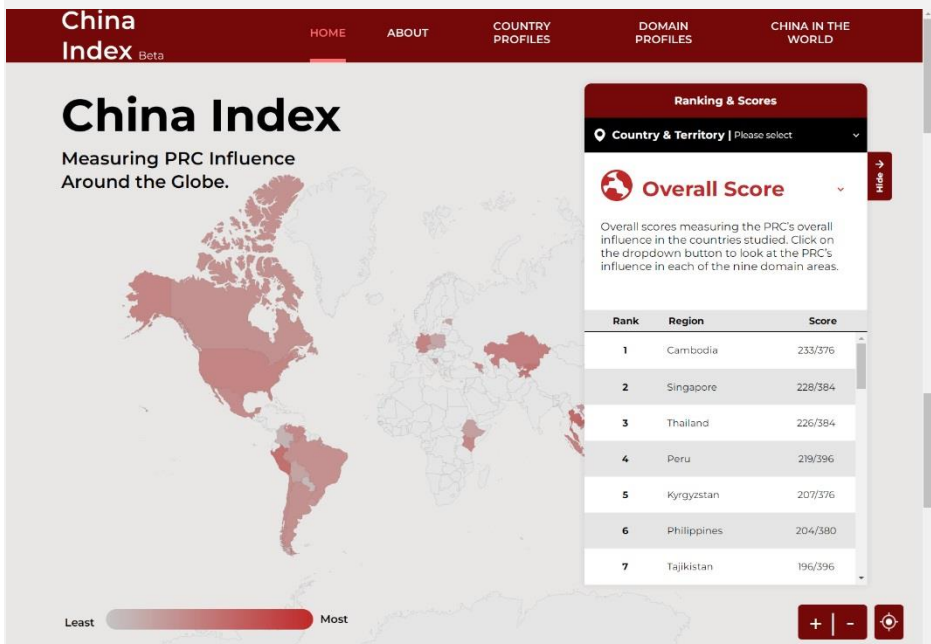 China
Index Beta
HOME
ABOUT
COUNTRY
PROFILES
DOMAIN
PROFILES
CHINA IN THE
WORLD
China Index
Measuring PRC Influence
Around the Globe.
Ranking & Scores
Country & Territory | Please select
Hide →
Overall Score
Overall scores measuring the PRC's overall
influence in the countries studied. Click on
the dropdown button to look at the PRC's
influence in each of the nine domain areas.
Rank Region Score
1 Cambodia 233/376
2 Singapore 228/384
3 Thailand 226/384
4 Peru 219/396
5 Kyrgyzstan 207/376
6 Philippines 204/380
7 Tajikistan 196/396
Least
Most
+ | -